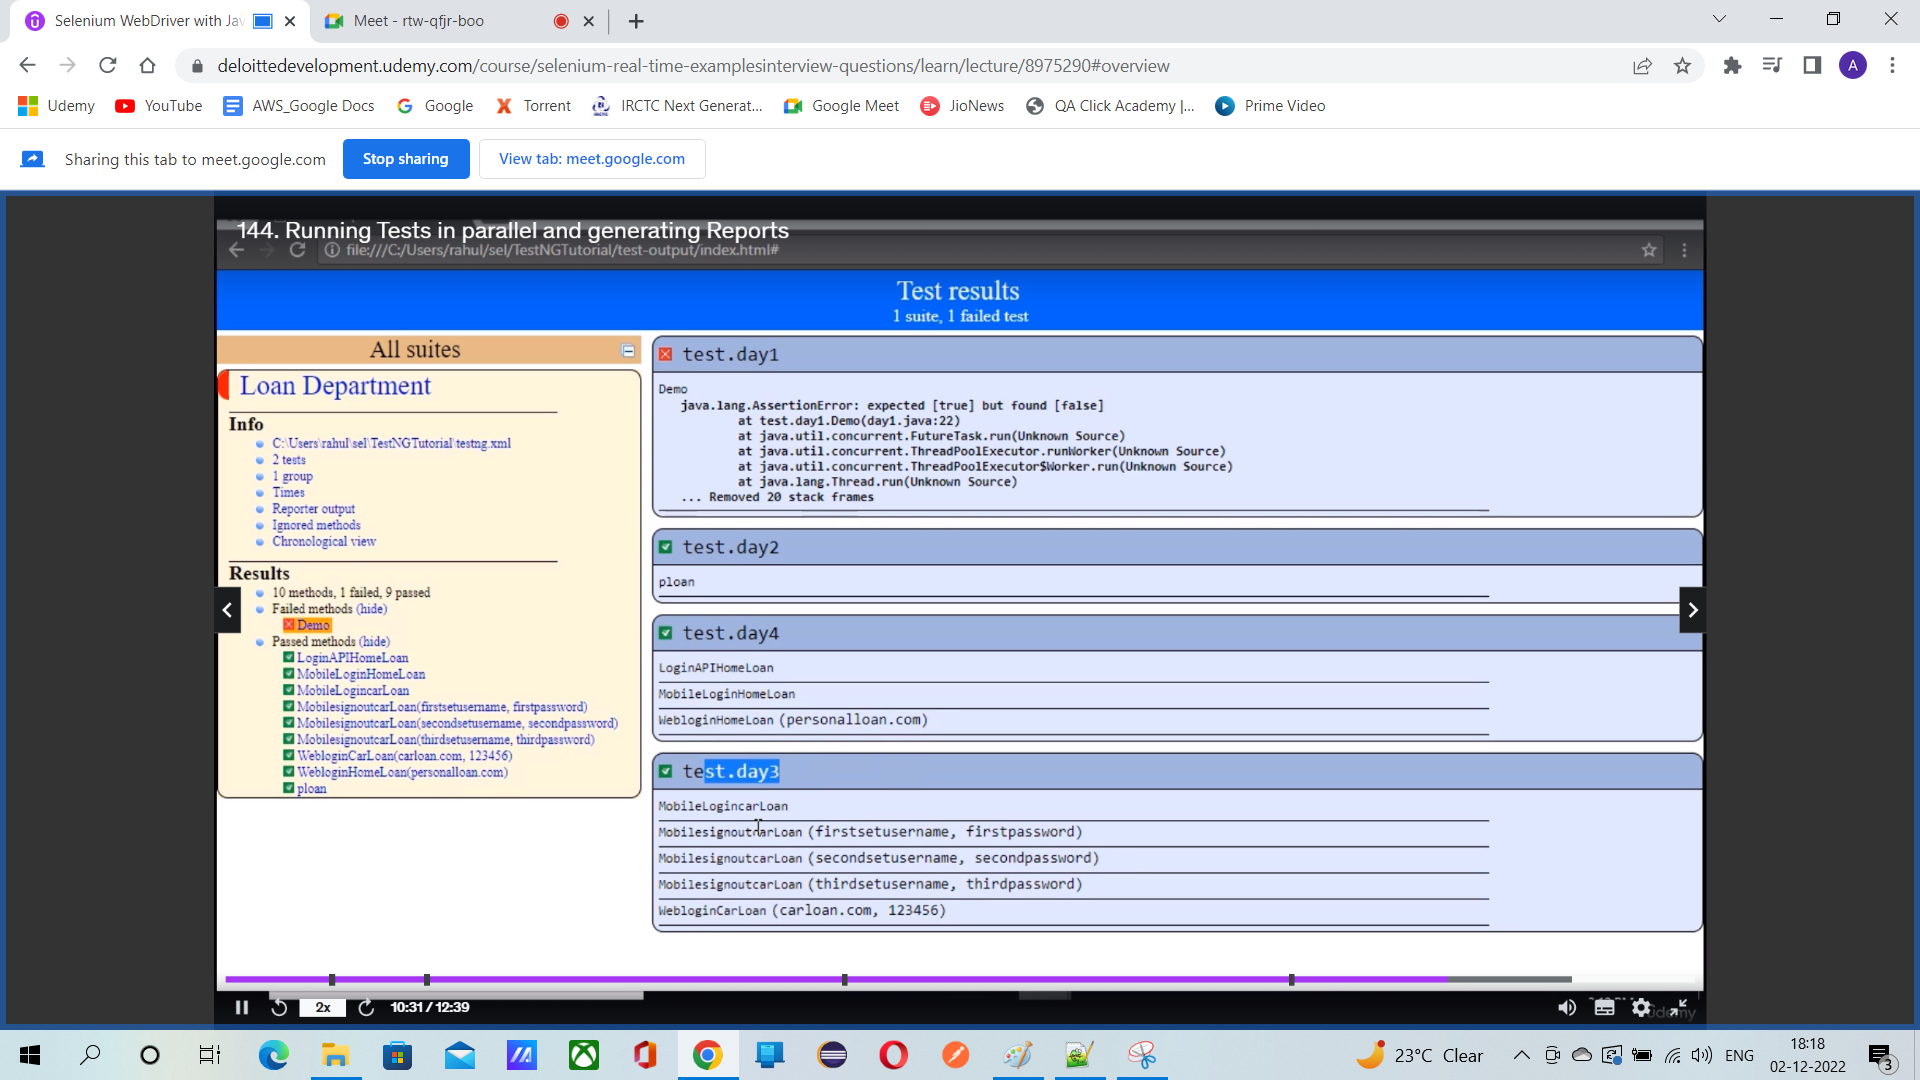 Selenium WebDriver with Jav
Meet - rtw-qfjr-boo
deloittedevelopment.udemy.com/course/selenium-real-time-examplesinterview-questions/learn/lecture/8975290#overview
A
Udemy
YouTube
AWS_Google Docs
Google
Torrent
IRCTC Next Generat...
Google Meet
JioNews
QA Click Academy |...
Prime Video
Sharing this tab to meet.google.com
Stop sharing
View tab: meet.google.com
144. Running Tests in parallel and generating Reports
file:///C:/Users/rahul/sel/TestNGTutorial/test-output/index.html#
Test results
1 suite, 1 failed test
All suites
Loan Department
Info
C:\Users\rahul\sel\TestNGTutorial\testng.xml
2 tests
1 group
Times
Reporter output
Ignored methods
Chronological view
Results
10 methods, 1 failed, 9 passed
Failed methods (hide)
Demo
Passed methods (hide)
LoginAPIHomeLoan
MobileLoginHomeLoan
MobileLogincarLoan
MobilesignoutcarLoan(firstsetusername, firstpassword)
MobilesignoutcarLoan(secondsetusername, secondpassword)
MobilesignoutcarLoan(thirdsetusername, thirdpassword)
WebloginCarLoan(carloan.com, 123456)
WebloginHomeLoan(personalloan.com)
ploan
test.day1
Demo
java.lang.AssertionError: expected [true] but found [false]
at test.day1.Demo(day1.java:22)
at java.util.concurrent.FutureTask.run(Unknown Source)
at java.util.concurrent.ThreadPoolExecutor.runWorker(Unknown Source)
at java.util.concurrent.ThreadPoolExecutor$Worker.run(Unknown Source)
at java.lang.Thread.run(Unknown Source)
... Removed 20 stack frames
test.day2
ploan
test.day4
LoginAPIHomeLoan
MobileLoginHomeLoan
WebloginHomeLoan (personalloan.com)
test.day3
MobileLogincarLoan
MobilesignoutcarLoan (firstsetusername, firstpassword)
MobilesignoutcarLoan (secondsetusername, secondpassword)
MobilesignoutcarLoan (thirdsetusername, thirdpassword)
WebloginCarLoan (carloan.com, 123456)
2x
10:31 / 12:39
udemy
23°C Clear
ENG
18:18
02-12-2022
3